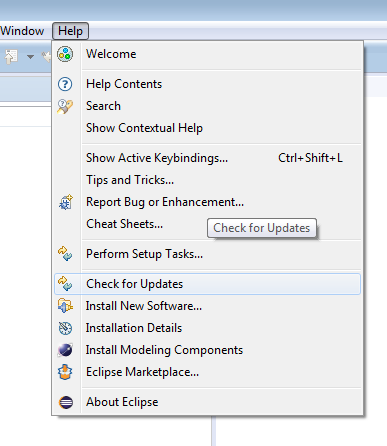 Window Help
Welcome
Help Contents
Search
Show Contextual Help
Show Active Keybindings... Ctrl+Shift+L
Tips and Tricks...
Report Bug or Enhancement...
Cheat Sheets...
Check for Updates
Perform Setup Tasks...
Check for Updates
Install New Software...
Installation Details
Install Modeling Components
Eclipse Marketplace...
About Eclipse